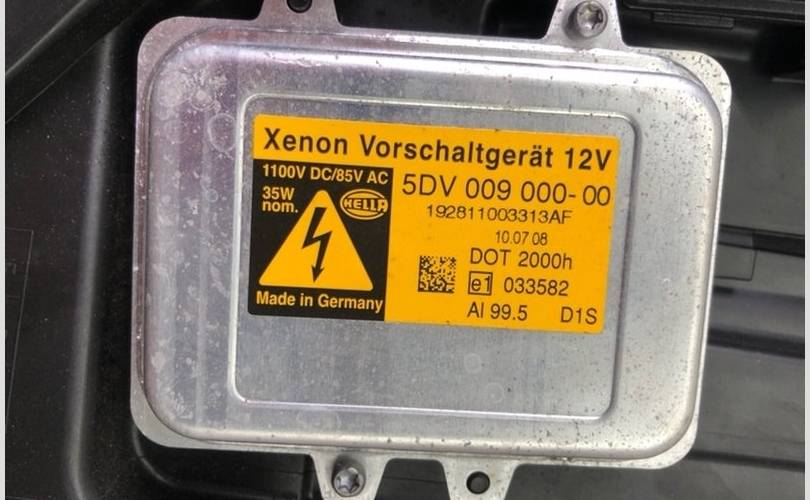 Xenon Vorschaltgerät 12V
1100V DC/85V AC
35W
nom.
HELLA
Made in Germany
5DV 009 000-00
192811003313AF
10.07 08
DOT 2000h
e1 033582
Al 99.5 D1S